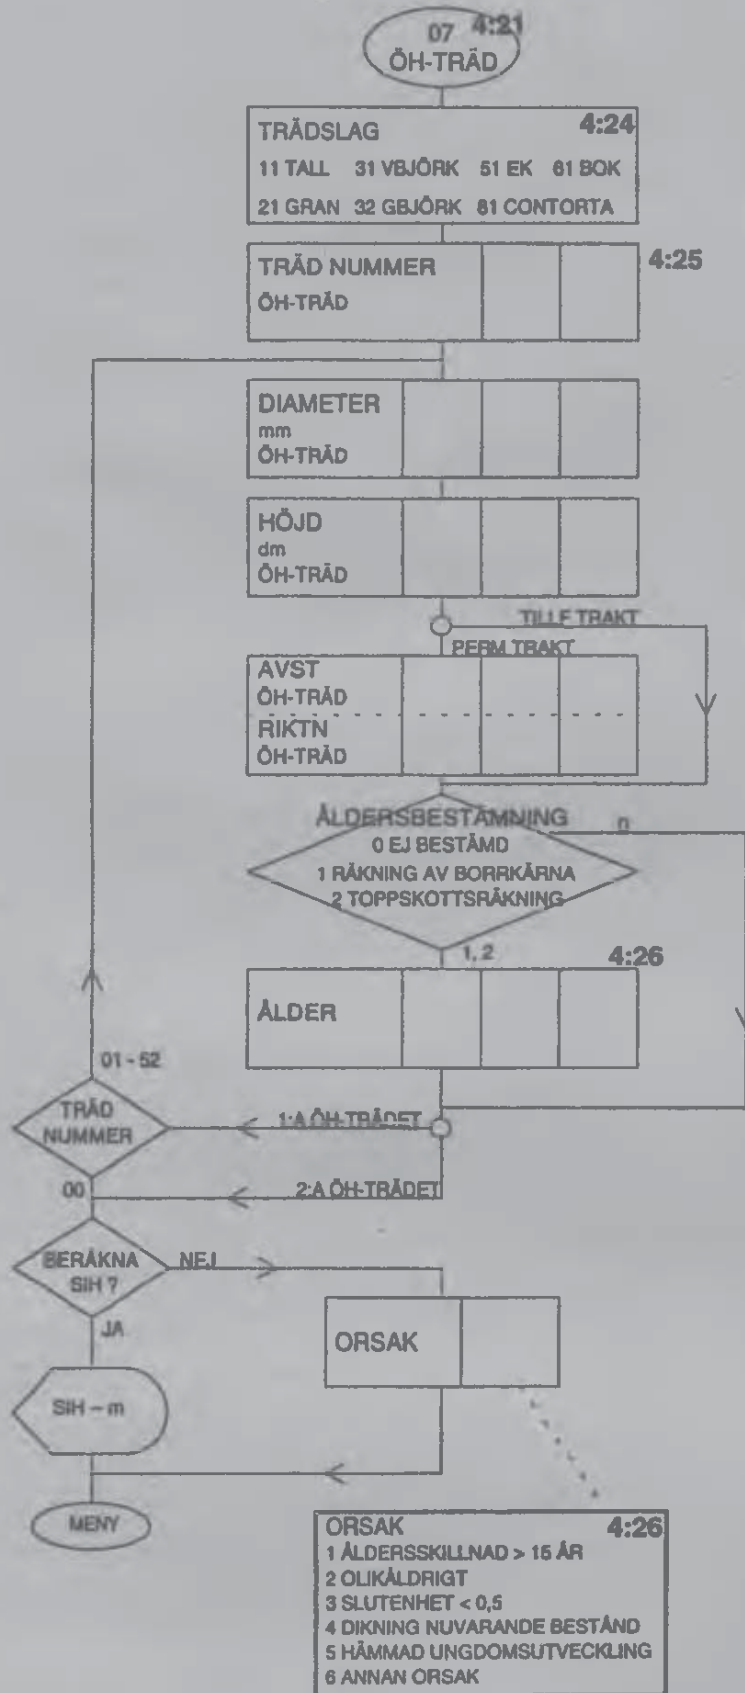 07 4:21
ÖH-TRÄD
TRÄDSLAG 4:24
11 TALL 31 VBJÖRK 51 EK 61 BOK
21 GRAN 32 GBJÖRK 81 CONTORTA
TRÄD NUMMER 4:25
ÖH-TRÄD
DIAMETER
mm
ÖH-TRÄD
HÖJD
dm
ÖH-TRÄD
TILLF TRAKT
PERM TRAKT
AVST
ÖH-TRÄD
RIKTN
ÖH-TRÄD
ÅLDERSBESTÄMNING
0 EJ BESTÄMD
1 RÄKNING AV BORRKÄRNA
2 TOPPSKOTTSRÄKNING
0
1, 2
4:26
ÅLDER
01 - 52
TRÄD
NUMMER
1:A ÖH-TRÄDET
00
2:A ÖH-TRÄDET
BERÄKNA
SIH ?
NEJ
JA
ORSAK
SIH – m
MENY
ORSAK 4:26
1 ÅLDERSSKILLNAD > 15 ÅR
2 OLIKÅLDRIGT
3 SLUTENHET < 0,5
4 DIKNING NUVARANDE BESTÅND
5 HÄMMAD UNGDOMSUTVECKLING
6 ANNAN ORSAK